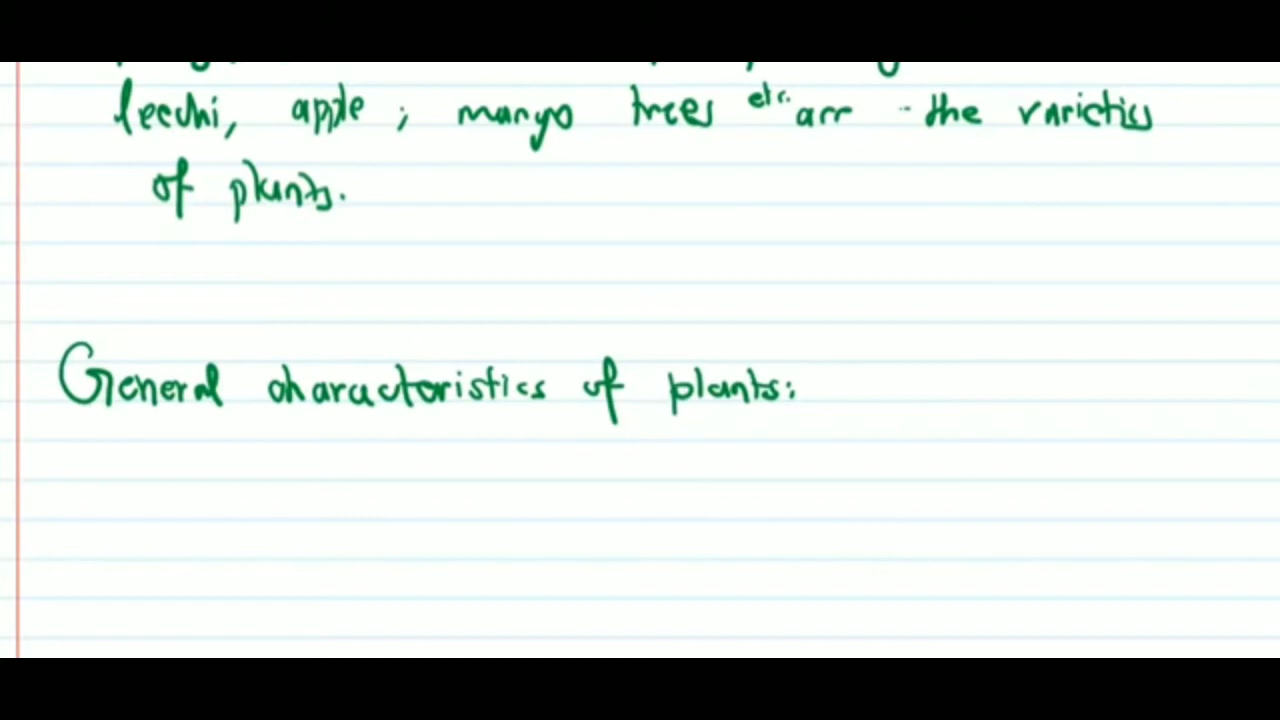 leechi, apple, mango trees etc. are the varieties
of plants.
General characteristics of plants: